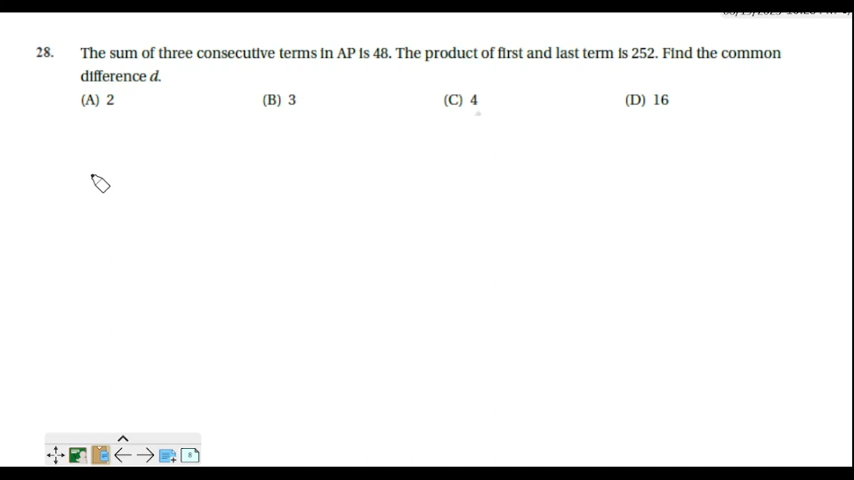 28. The sum of three consecutive terms in AP is 48. The product of first and last term is 252. Find the common
difference d.
(A) 2 (B) 3 (C) 4 (D) 16